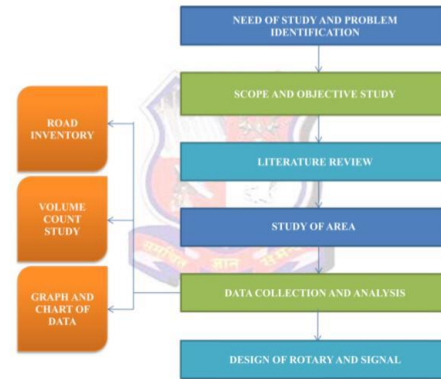 NEED OF STUDY AND PROBLEM
IDENTIFICATION
SCOPE AND OBJECTIVE STUDY
LITERATURE REVIEW
STUDY OF AREA
DATA COLLECTION AND ANALYSIS
DESIGN OF ROTARY AND SIGNAL
ROAD
INVENTORY
VOLUME
COUNT
STUDY
GRAPH AND
CHART OF
DATA
ज्ञान